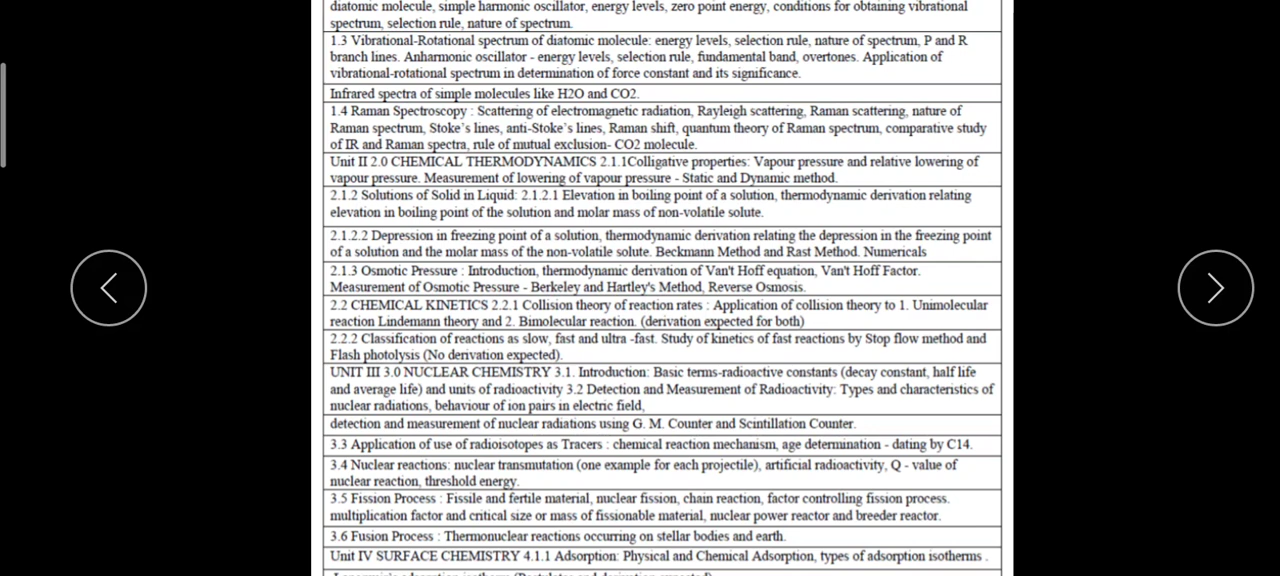 diatomic molecule, simple harmonic oscillator, energy levels, zero point energy, conditions for obtaining vibrational
spectrum, selection rule, nature of spectrum.
1.3 Vibrational-Rotational spectrum of diatomic molecule: energy levels, selection rule, nature of spectrum, P and R
branch lines. Anharmonic oscillator - energy levels, selection rule, fundamental band, overtones. Application of
vibrational-rotational spectrum in determination of force constant and its significance.
Infrared spectra of simple molecules like H2O and CO2.
1.4 Raman Spectroscopy : Scattering of electromagnetic radiation, Rayleigh scattering, Raman scattering, nature of
Raman spectrum, Stoke's lines, anti-Stoke's lines, Raman shift, quantum theory of Raman spectrum, comparative study
of IR and Raman spectra, rule of mutual exclusion- CO2 molecule.
Unit II 2.0 CHEMICAL THERMODYNAMICS 2.1.1Colligative properties: Vapour pressure and relative lowering of
vapour pressure. Measurement of lowering of vapour pressure - Static and Dynamic method.
2.1.2 Solutions of Solid in Liquid: 2.1.2.1 Elevation in boiling point of a solution, thermodynamic derivation relating
elevation in boiling point of the solution and molar mass of non-volatile solute.
2.1.2.2 Depression in freezing point of a solution, thermodynamic derivation relating the depression in the freezing point
of a solution and the molar mass of the non-volatile solute. Beckmann Method and Rast Method. Numericals
2.1.3 Osmotic Pressure : Introduction, thermodynamic derivation of Van't Hoff equation, Van't Hoff Factor.
Measurement of Osmotic Pressure - Berkeley and Hartley's Method, Reverse Osmosis.
2.2 CHEMICAL KINETICS 2.2.1 Collision theory of reaction rates : Application of collision theory to 1. Unimolecular
reaction Lindemann theory and 2. Bimolecular reaction. (derivation expected for both)
2.2.2 Classification of reactions as slow, fast and ultra -fast. Study of kinetics of fast reactions by Stop flow method and
Flash photolysis (No derivation expected).
UNIT III 3.0 NUCLEAR CHEMISTRY 3.1. Introduction: Basic terms-radioactive constants (decay constant, half life
and average life) and units of radioactivity 3.2 Detection and Measurement of Radioactivity: Types and characteristics of
nuclear radiations, behaviour of ion pairs in electric field,
detection and measurement of nuclear radiations using G. M. Counter and Scintillation Counter.
3.3 Application of use of radioisotopes as Tracers : chemical reaction mechanism, age determination - dating by C14.
3.4 Nuclear reactions: nuclear transmutation (one example for each projectile), artificial radioactivity, Q - value of
nuclear reaction, threshold energy.
3.5 Fission Process : Fissile and fertile material, nuclear fission, chain reaction, factor controlling fission process.
multiplication factor and critical size or mass of fissionable material, nuclear power reactor and breeder reactor.
3.6 Fusion Process : Thermonuclear reactions occurring on stellar bodies and earth.
Unit IV SURFACE CHEMISTRY 4.1.1 Adsorption: Physical and Chemical Adsorption, types of adsorption isotherms .